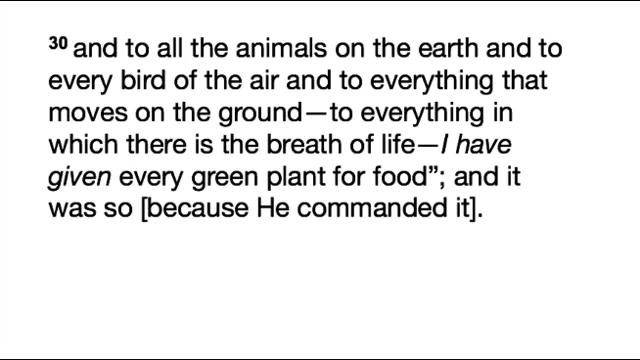 30 and to all the animals on the earth and to
every bird of the air and to everything that
moves on the ground—to everything in
which there is the breath of life—I have
given every green plant for food”; and it
was so [because He commanded it].